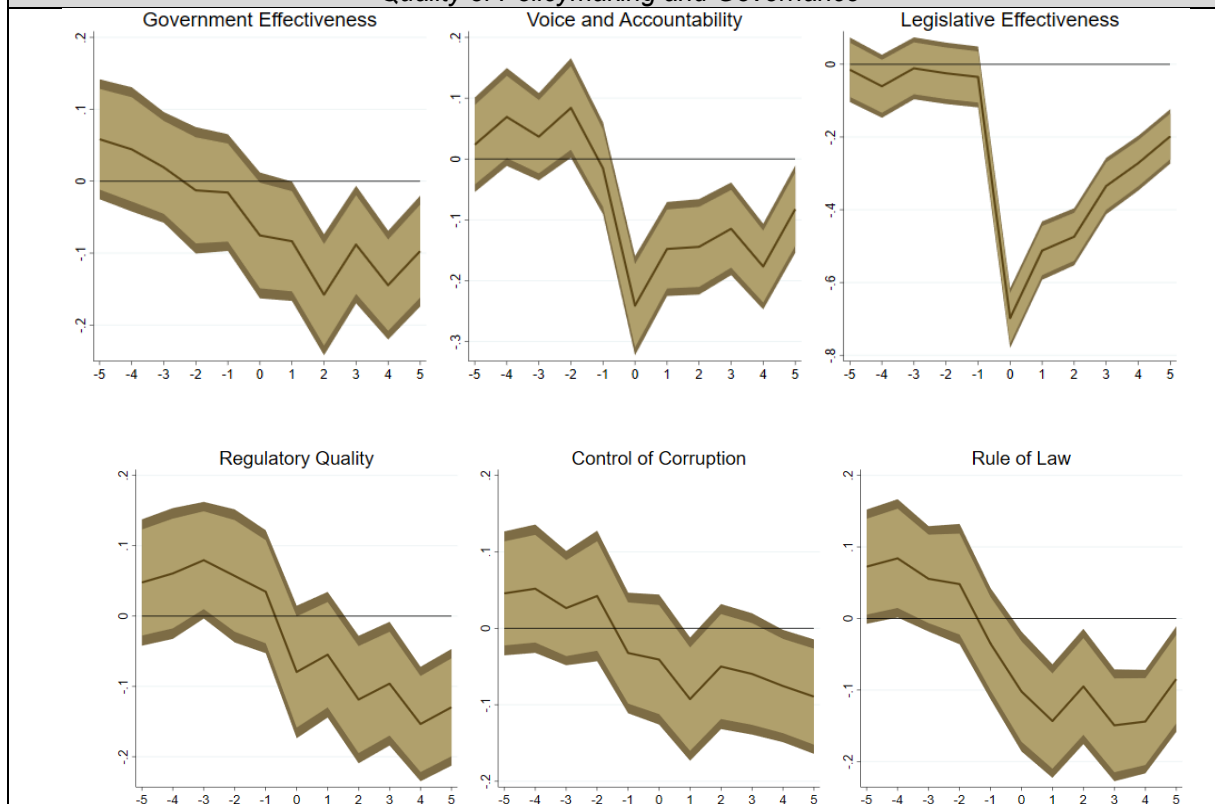 Quality of Policymaking and Governance
Government Effectiveness
.2
.1
0
-.1
-.2
-5 -4 -3 -2 -1 0 1 2 3 4 5
Voice and Accountability
.2
.1
0
-.1
-.2
-.3
-5 -4 -3 -2 -1 0 1 2 3 4 5
Legislative Effectiveness
0
-.2
-.4
-.6
-.8
-5 -4 -3 -2 -1 0 1 2 3 4 5
Regulatory Quality
.2
.1
0
-.1
-.2
-5 -4 -3 -2 -1 0 1 2 3 4 5
Control of Corruption
.2
.1
0
-.1
-.2
-5 -4 -3 -2 -1 0 1 2 3 4 5
Rule of Law
.2
.1
0
-.1
-.2
-5 -4 -3 -2 -1 0 1 2 3 4 5